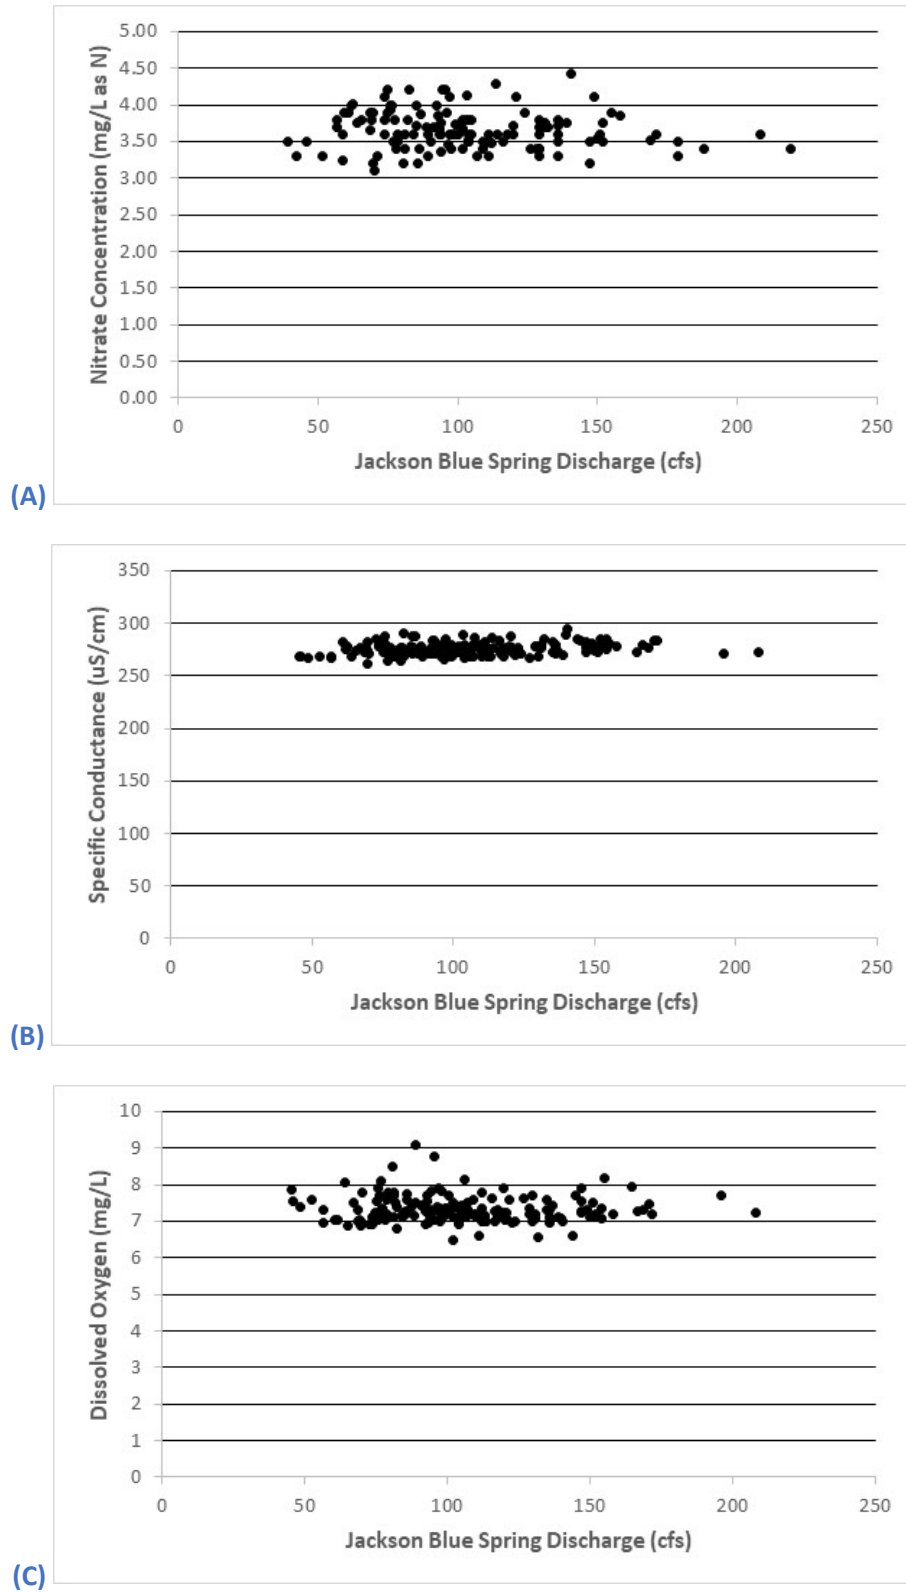 5.00
4.50
4.00
3.50
3.00
2.50
2.00
1.50
1.00
0.50
0.00
Nitrate Concentration (mg/L as N)
0 50 100 150 200 250
Jackson Blue Spring Discharge (cfs)
(A)
350
300
250
200
150
100
50
0
Specific Conductance (uS/cm)
0 50 100 150 200 250
Jackson Blue Spring Discharge (cfs)
(B)
10
9
8
7
6
5
4
3
2
1
0
Dissolved Oxygen (mg/L)
0 50 100 150 200 250
Jackson Blue Spring Discharge (cfs)
(C)